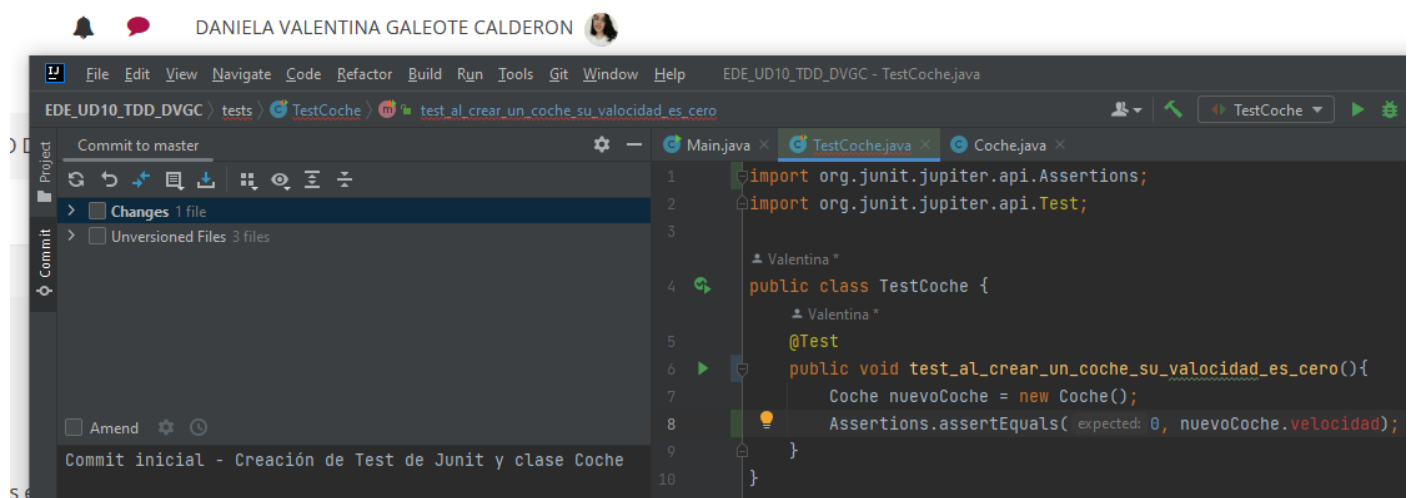 DANIELA VALENTINA GALEOTE CALDERON
IJ File Edit View Navigate Code Refactor Build Run Tools Git Window Help EDE_UD10_TDD_DVGC - TestCoche.java
EDE_UD10_TDD_DVGC tests TestCoche test_al_crear_un_coche_su_valocidad_es_cero TestCoche
Project
Commit
Commit to master
Changes 1 file
Unversioned Files 3 files
Amend
Commit inicial - Creación de Test de Junit y clase Coche
Main.java TestCoche.java Coche.java
1 import org.junit.jupiter.api.Assertions;
2 import org.junit.jupiter.api.Test;
3
Valentina *
4 public class TestCoche {
Valentina *
5 @Test
6 public void test_al_crear_un_coche_su_valocidad_es_cero(){
7 Coche nuevoCoche = new Coche();
8 Assertions.assertEquals( expected: 0, nuevoCoche.velocidad);
9 }
10 }